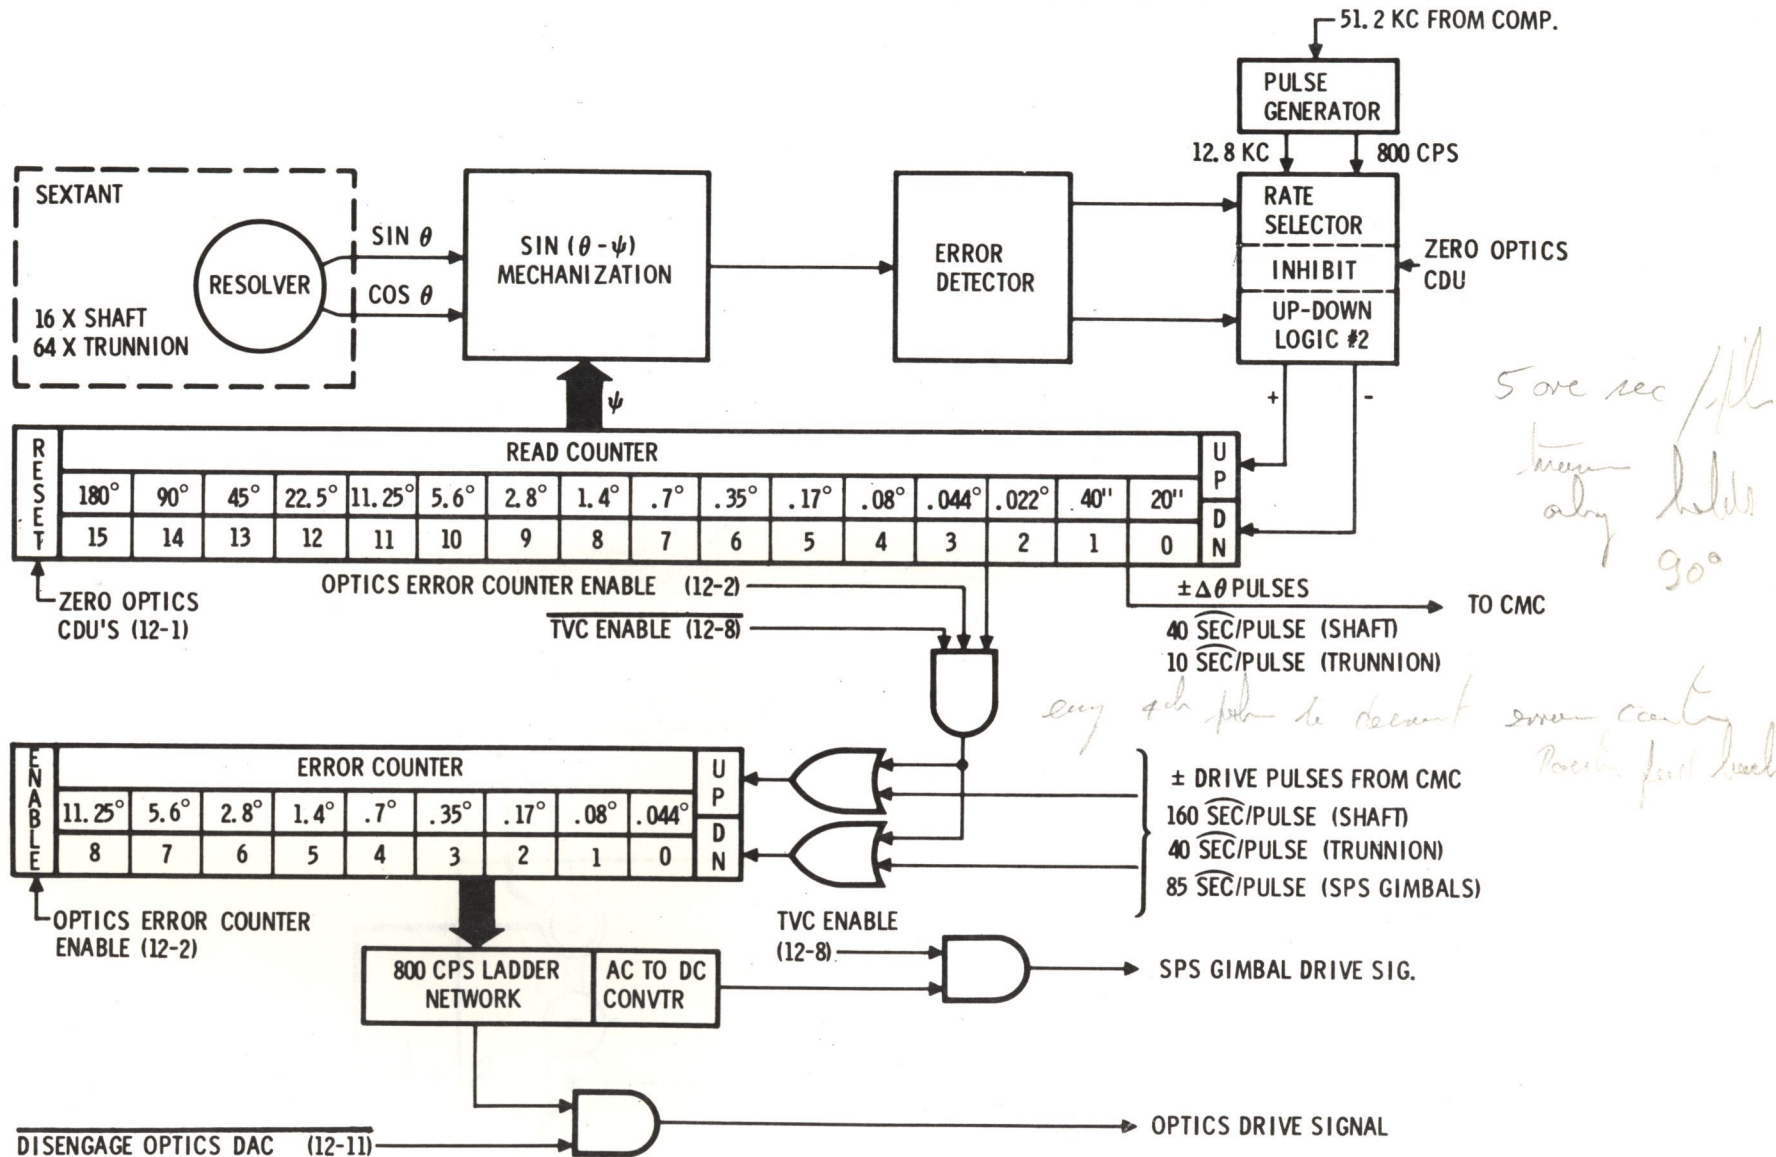 51.2 KC FROM COMP.
PULSE
GENERATOR
12.8 KC
800 CPS
SEXTANT
RESOLVER
16 X SHAFT
64 X TRUNNION
SIN θ
COS θ
SIN (θ - ψ)
MECHANIZATION
ERROR
DETECTOR
RATE
SELECTOR
INHIBIT
UP-DOWN
LOGIC #2
ZERO OPTICS
CDU
+
-
ψ
5 arc sec /
only holds
90°
RESET
READ COUNTER
UP
DN
180° 90° 45° 22.5° 11.25° 5.6° 2.8° 1.4° .7° .35° .17° .08° .044° .022° 40" 20"
15 14 13 12 11 10 9 8 7 6 5 4 3 2 1 0
ZERO OPTICS
CDU'S (12-1)
OPTICS ERROR COUNTER ENABLE (12-2)
TVC ENABLE (12-8)
± Δθ PULSES
TO CMC
40 SEC/PULSE (SHAFT)
10 SEC/PULSE (TRUNNION)
error
ENABLE
ERROR COUNTER
UP
DN
11.25° 5.6° 2.8° 1.4° .7° .35° .17° .08° .044°
8 7 6 5 4 3 2 1 0
± DRIVE PULSES FROM CMC
160 SEC/PULSE (SHAFT)
40 SEC/PULSE (TRUNNION)
85 SEC/PULSE (SPS GIMBALS)
OPTICS ERROR COUNTER
ENABLE (12-2)
800 CPS LADDER
NETWORK
AC TO DC
CONVTR
TVC ENABLE
(12-8)
SPS GIMBAL DRIVE SIG.
DISENGAGE OPTICS DAC (12-11)
OPTICS DRIVE SIGNAL